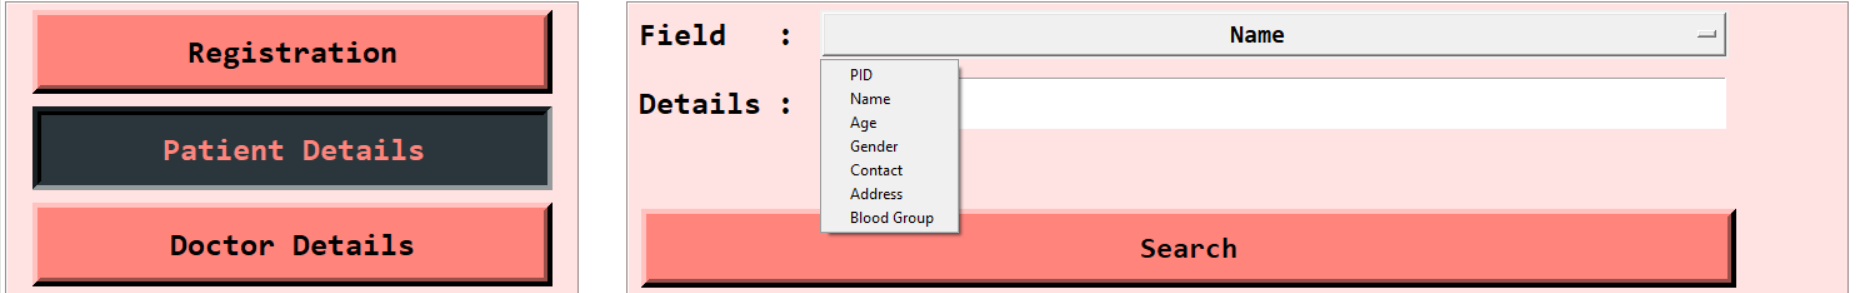 Registration
Patient Details
Doctor Details
Field : Name
PID
Name
Age
Gender
Contact
Address
Blood Group
Details :
Search